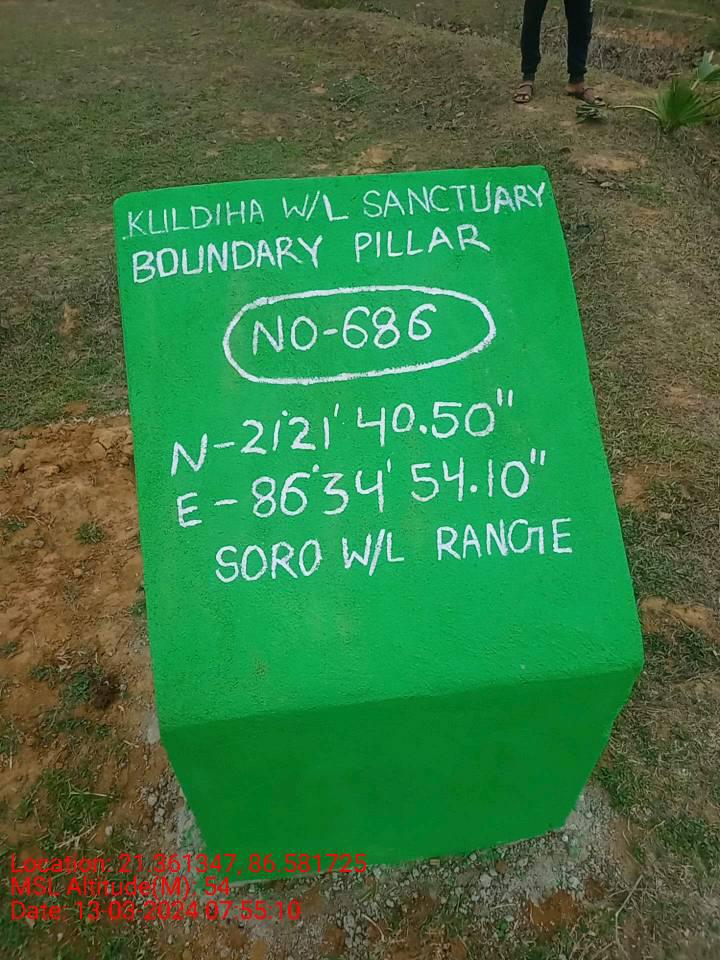 KULDIHA W/L SANCTUARY
BOUNDARY PILLAR
NO-686
N-21°21' 40.50"
E-86°34' 54.10"
SORO W/L RANGE
Location: 21.361347, 86.581725
MSL Altitude(M): 54
Date: 13-03-2024 07:55:10